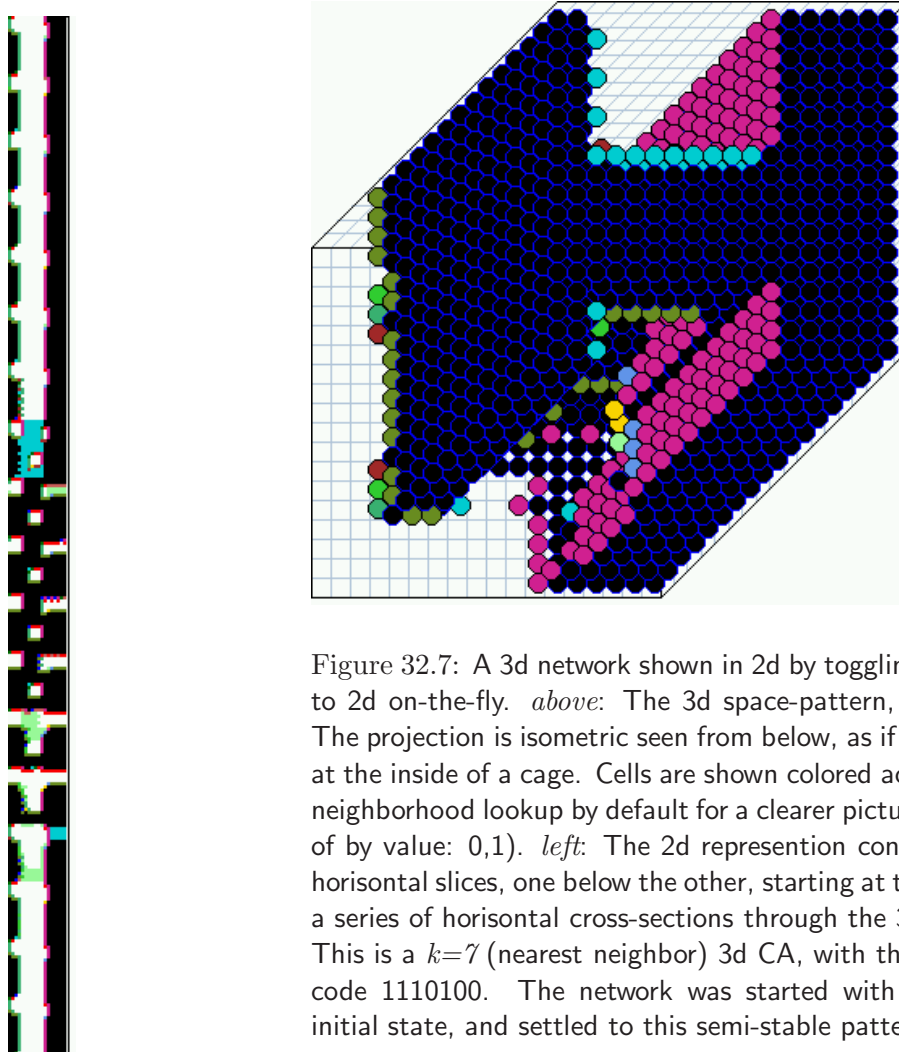 Figure 32.7: A 3d network shown in 2d by togglin
to 2d on-the-fly. above: The 3d space-pattern,
The projection is isometric seen from below, as if
at the inside of a cage. Cells are shown colored ac
neighborhood lookup by default for a clearer pictu
of by value: 0,1). left: The 2d represention con
horisontal slices, one below the other, starting at t
a series of horisontal cross-sections through the 3
This is a k=7 (nearest neighbor) 3d CA, with th
code 1110100. The network was started with
initial state, and settled to this semi-stable patte